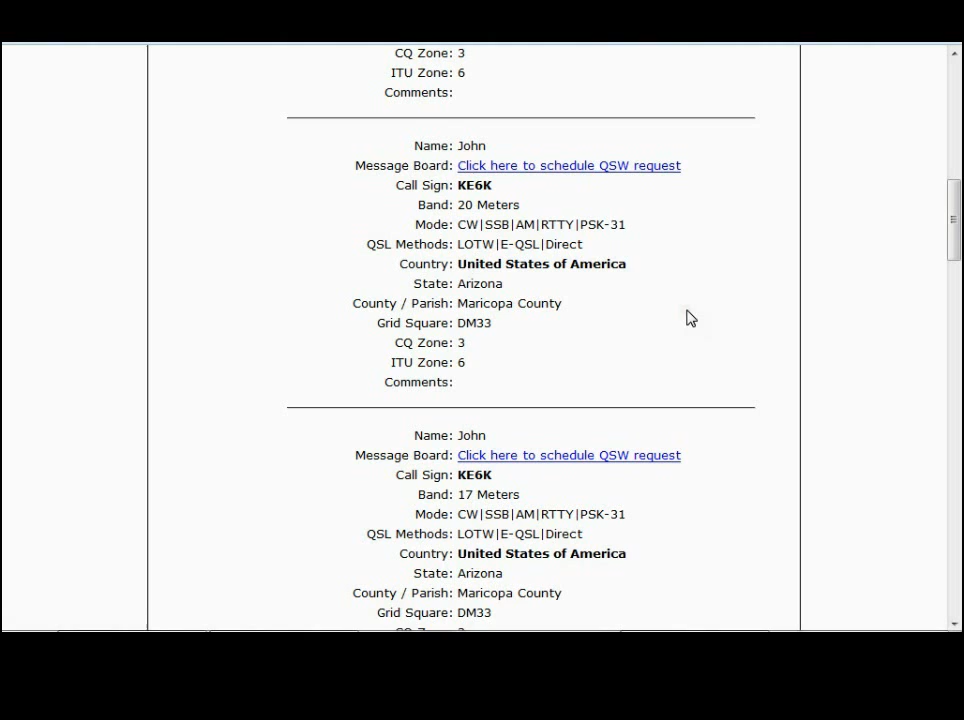 CQ Zone: 3
ITU Zone: 6
Comments:
Name: John
Message Board: Click here to schedule QSW request
Call Sign: KE6K
Band: 20 Meters
Mode: CW|SSB|AM|RTTY|PSK-31
QSL Methods: LOTW|E-QSL|Direct
Country: United States of America
State: Arizona
County / Parish: Maricopa County
Grid Square: DM33
CQ Zone: 3
ITU Zone: 6
Comments:
Name: John
Message Board: Click here to schedule QSW request
Call Sign: KE6K
Band: 17 Meters
Mode: CW|SSB|AM|RTTY|PSK-31
QSL Methods: LOTW|E-QSL|Direct
Country: United States of America
State: Arizona
County / Parish: Maricopa County
Grid Square: DM33